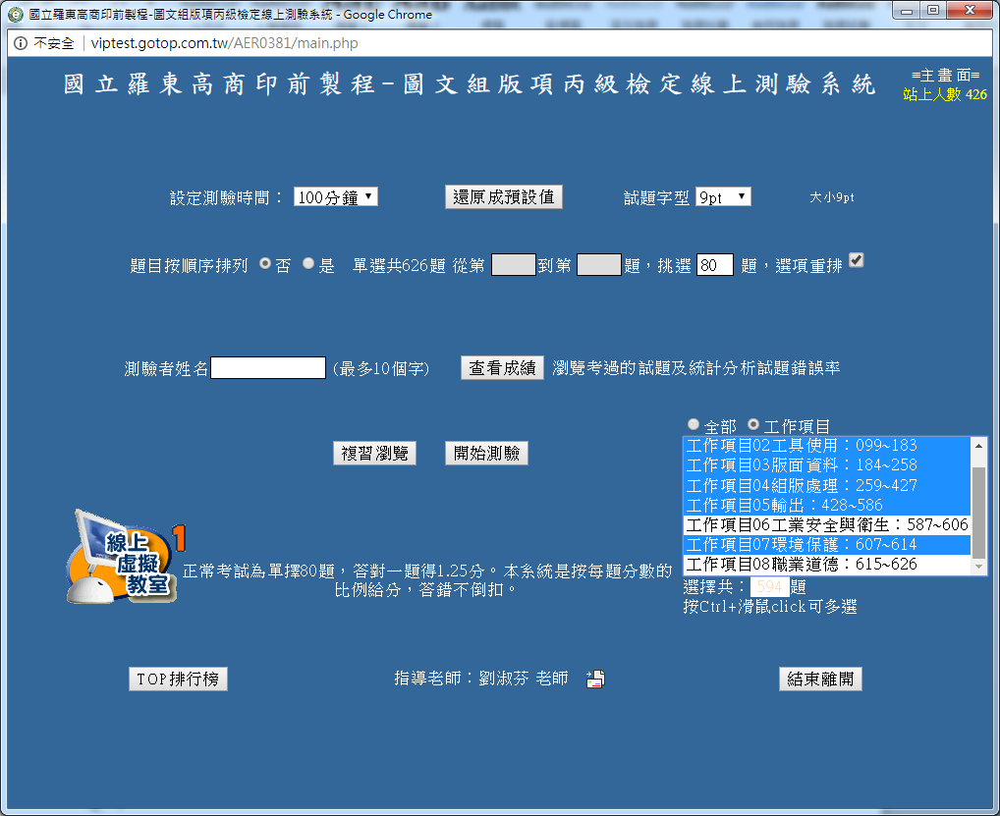 國立羅東高商印前製程-圖文組版項丙級檢定線上測驗系統 - Google Chrome
不安全 | viptest.gotop.com.tw/AER0381/main.php
國立羅東高商印前製程-圖文組版項丙級檢定線上測驗系統
≡主畫面≡
站上人數 426
設定測驗時間： 100分鐘 還原成預設值 試題字型 9pt 大小9pt
題目按順序排列 否 是 單選共626題 從第 到第 題，挑選 80 題，選項重排
測驗者姓名 (最多10個字) 查看成績 瀏覽考過的試題及統計分析試題錯誤率
全部 工作項目
複習瀏覽 開始測驗
工作項目02工具使用：099~183
工作項目03版面資料：184~258
工作項目04組版處理：259~427
工作項目05輸出：428~586
工作項目06工業安全與衛生：587~606
工作項目07環境保護：607~614
工作項目08職業道德：615~626
選擇共： 594 題
按Ctrl+滑鼠click可多選
線上
虛擬
教室
1
正常考試為單擇80題，答對一題得1.25分。本系統是按每題分數的
比例給分，答錯不倒扣。
TOP排行榜 指導老師：劉淑芬 老師 結束離開